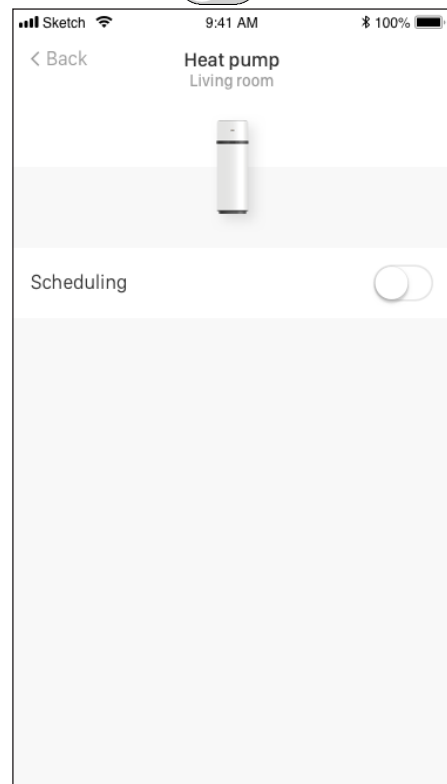 Sketch 9:41 AM 100%
< Back
Heat pump
Living room
Scheduling